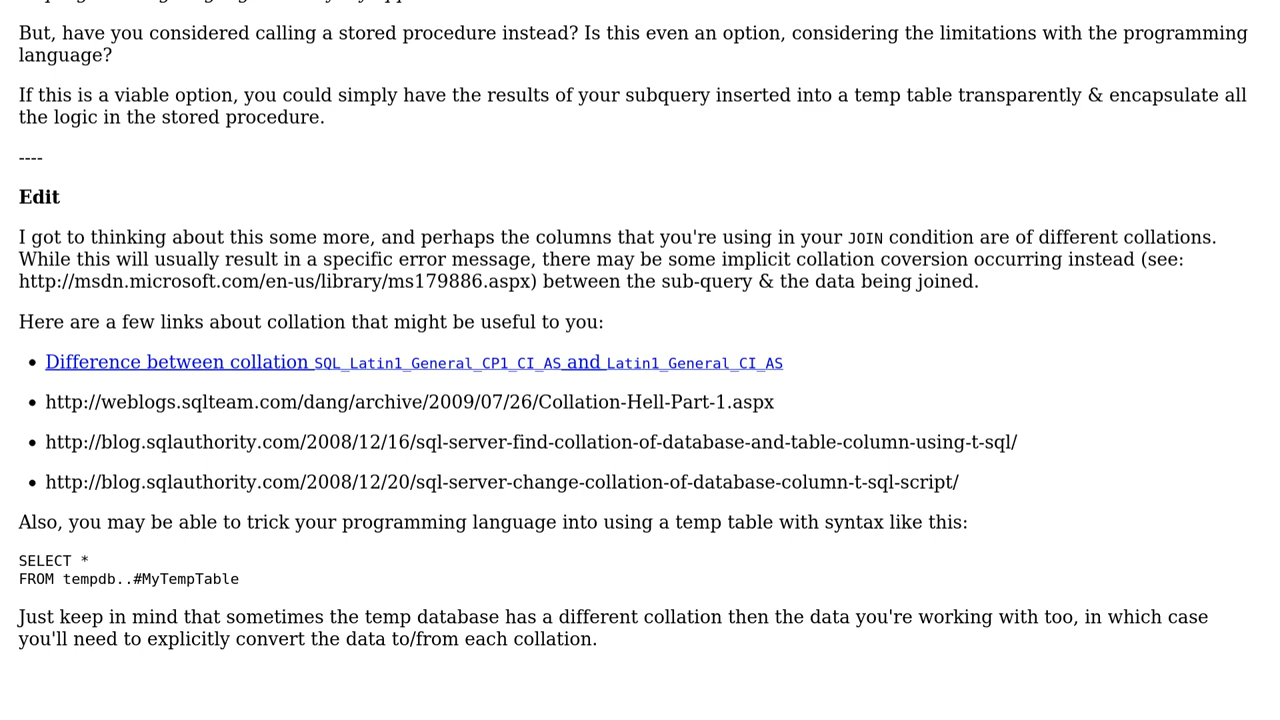 But, have you considered calling a stored procedure instead? Is this even an option, considering the limitations with the programming
language?
If this is a viable option, you could simply have the results of your subquery inserted into a temp table transparently & encapsulate all
the logic in the stored procedure.
----
Edit
I got to thinking about this some more, and perhaps the columns that you're using in your JOIN condition are of different collations.
While this will usually result in a specific error message, there may be some implicit collation coversion occurring instead (see:
http://msdn.microsoft.com/en-us/library/ms179886.aspx) between the sub-query & the data being joined.
Here are a few links about collation that might be useful to you:
• Difference between collation SQL_Latin1_General_CP1_CI_AS and Latin1_General_CI_AS
• http://weblogs.sqlteam.com/dang/archive/2009/07/26/Collation-Hell-Part-1.aspx
• http://blog.sqlauthority.com/2008/12/16/sql-server-find-collation-of-database-and-table-column-using-t-sql/
• http://blog.sqlauthority.com/2008/12/20/sql-server-change-collation-of-database-column-t-sql-script/
Also, you may be able to trick your programming language into using a temp table with syntax like this:
SELECT *
FROM tempdb..#MyTempTable
Just keep in mind that sometimes the temp database has a different collation then the data you're working with too, in which case
you'll need to explicitly convert the data to/from each collation.